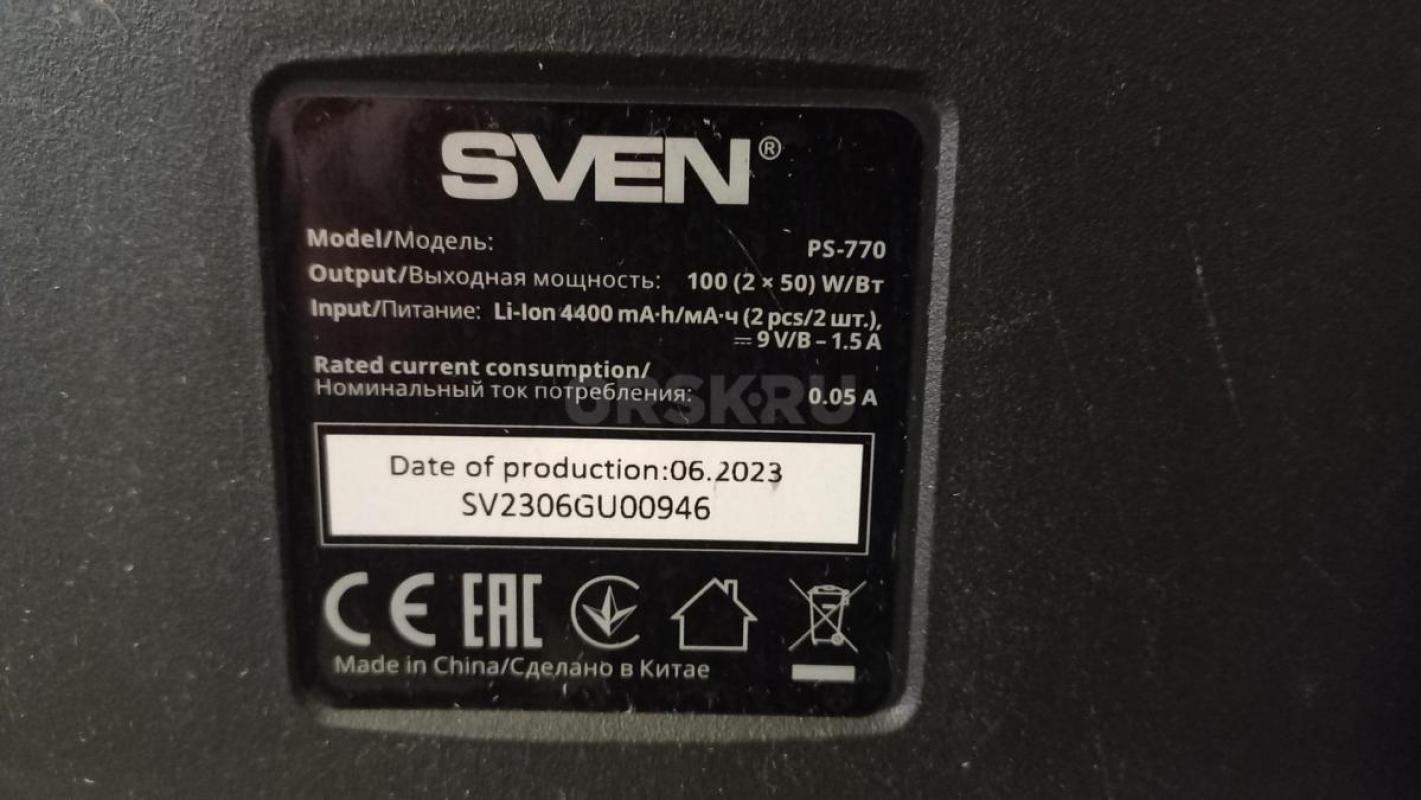 SVEN®
Model/Модель: PS-770
Output/Выходная мощность: 100 (2 × 50) W/Вт
Input/Питание: Li-Ion 4400 mA·h/мА·ч (2 pcs/2 шт.),
⎓ 9 V/В – 1.5 A
Rated current consumption/
Номинальный ток потребления: 0.05 A
ORSK.RU
Date of production:06.2023
SV2306GU00946
CE EAC
Made in China/Сделано в Китае